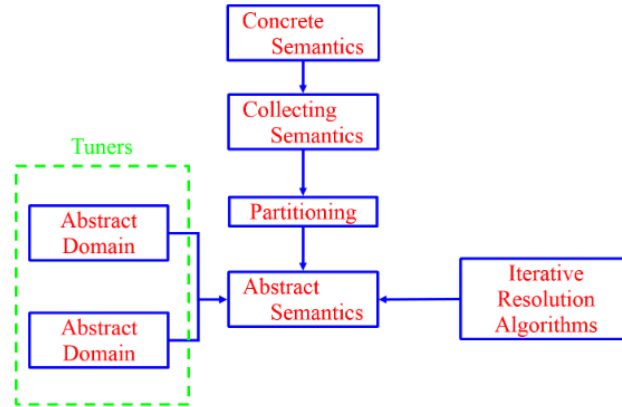 Concrete
Semantics
Collecting
Semantics
Tuners
Partitioning
Abstract
Domain
Abstract
Semantics
Iterative
Resolution
Algorithms
Abstract
Domain